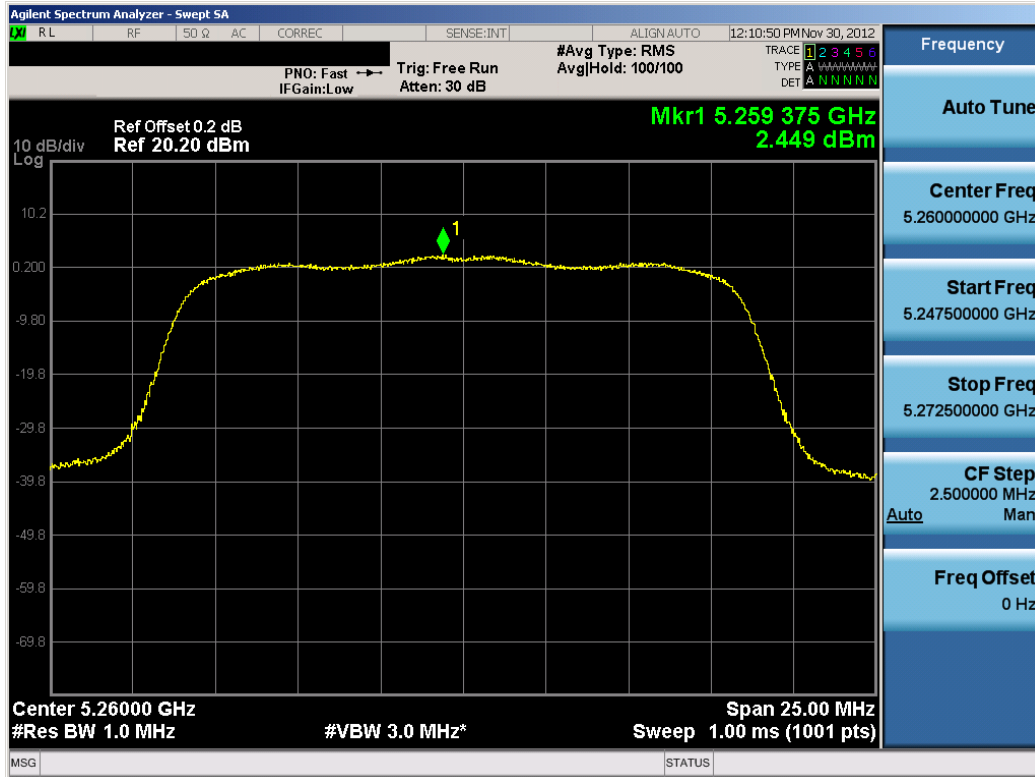 Agilent Spectrum Analyzer - Swept SA
LXI RL RF 50 Ω AC CORREC SENSE:INT ALIGN AUTO 12:10:50 PM Nov 30, 2012
Frequency
PNO: Fast
IFGain:Low
Trig: Free Run
Atten: 30 dB
#Avg Type: RMS
Avg|Hold: 100/100
TRACE 1 2 3 4 5 6
TYPE A WWWWW
DET A N N N N N
Auto Tune
Mkr1 5.259 375 GHz
2.449 dBm
Ref Offset 0.2 dB
10 dB/div Ref 20.20 dBm
Log
1
10.2
0.200
-9.80
-19.8
-29.8
-39.8
-49.8
-59.8
-69.8
Center Freq
5.260000000 GHz
Start Freq
5.247500000 GHz
Stop Freq
5.272500000 GHz
CF Step
2.500000 MHz
Auto Man
Freq Offset
0 Hz
Center 5.26000 GHz Span 25.00 MHz
#Res BW 1.0 MHz #VBW 3.0 MHz* Sweep 1.00 ms (1001 pts)
MSG STATUS